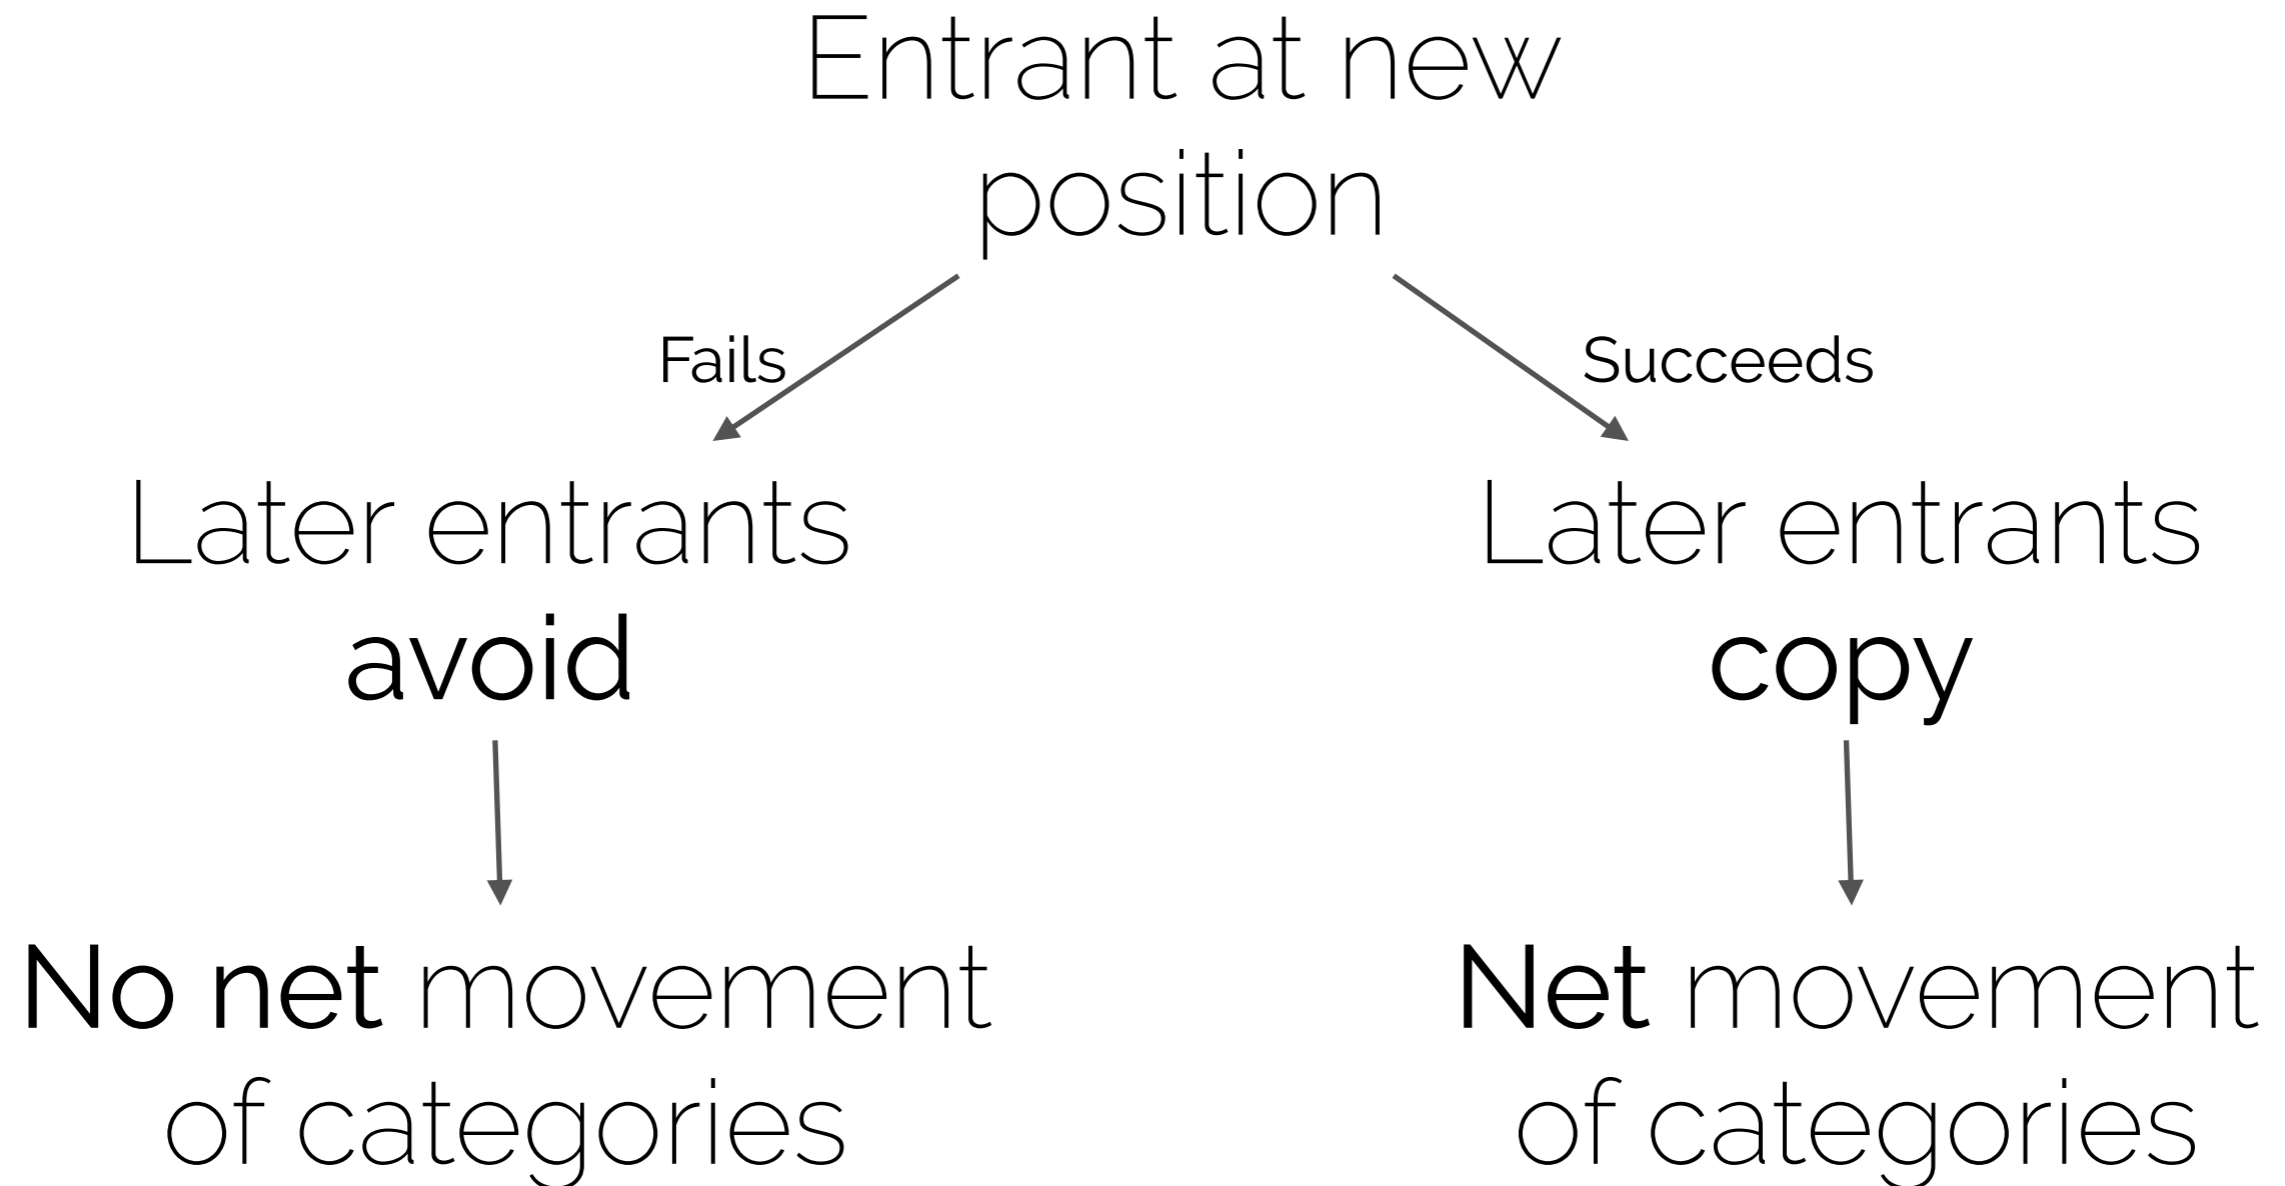 Entrant at new
position
Fails
Succeeds
Later entrants
avoid
Later entrants
copy
No net movement
of categories
Net movement
of categories